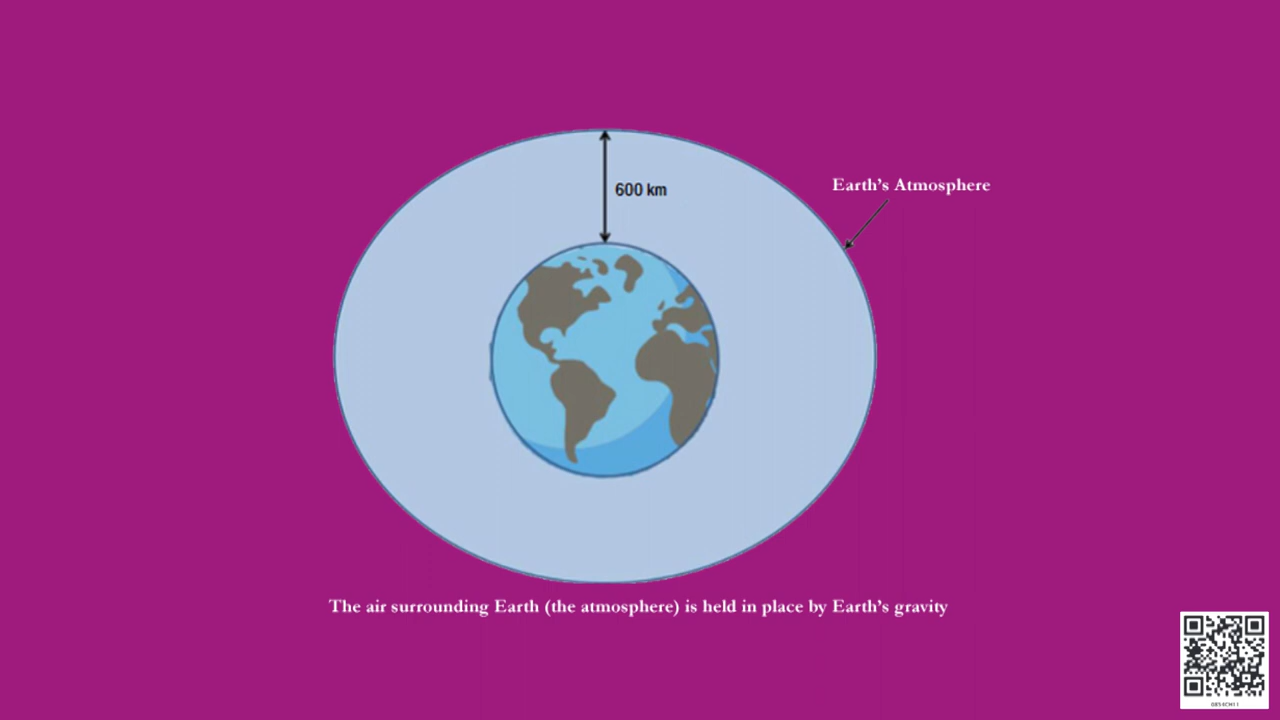 600 km
Earth’s Atmosphere
The air surrounding Earth (the atmosphere) is held in place by Earth’s gravity